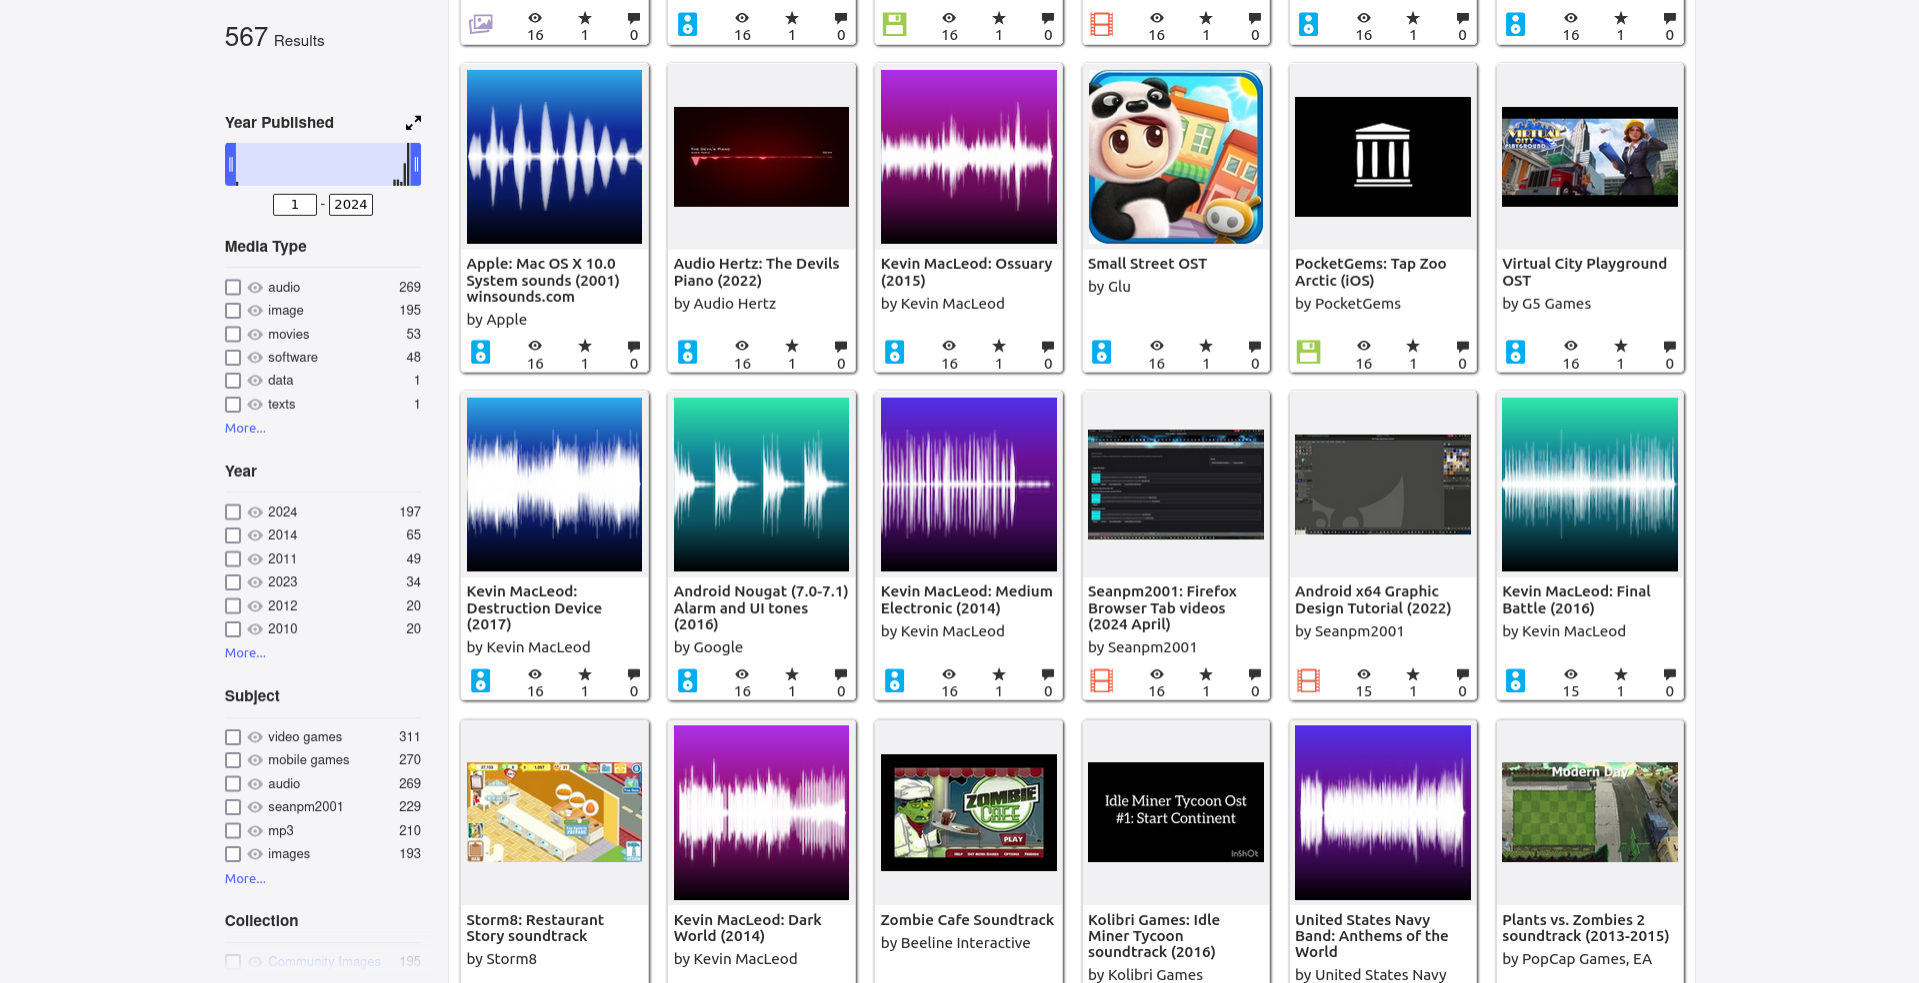 567 Results
Year Published
1 - 2024
Media Type
audio 269
image 195
movies 53
software 48
data 1
texts 1
More...
Year
2024 197
2014 65
2011 49
2023 34
2012 20
2010 20
More...
Subject
video games 311
mobile games 270
audio 269
seanpm2001 229
mp3 210
images 193
More...
Collection
Community Images 195
16 1 0
16 1 0
16 1 0
16 1 0
16 1 0
16 1 0
Apple: Mac OS X 10.0
System sounds (2001)
winsounds.com
by Apple
16 1 0
THE DEVIL'S PIANO
Audio Hertz: The Devils
Piano (2022)
by Audio Hertz
16 1 0
Kevin MacLeod: Ossuary
(2015)
by Kevin MacLeod
16 1 0
Small Street OST
by Glu
16 1 0
PocketGems: Tap Zoo
Arctic (iOS)
by PocketGems
16 1 0
VIRTUAL
CITY
PLAYGROUND
Virtual City Playground
OST
by G5 Games
16 1 0
Kevin MacLeod:
Destruction Device
(2017)
by Kevin MacLeod
16 1 0
Android Nougat (7.0-7.1)
Alarm and UI tones
(2016)
by Google
16 1 0
Kevin MacLeod: Medium
Electronic (2014)
by Kevin MacLeod
16 1 0
Seanpm2001: Firefox
Browser Tab videos
(2024 April)
by Seanpm2001
16 1 0
Android x64 Graphic
Design Tutorial (2022)
by Seanpm2001
15 1 0
Kevin MacLeod: Final
Battle (2016)
by Kevin MacLeod
15 1 0
Storm8: Restaurant
Story soundtrack
by Storm8
Kevin MacLeod: Dark
World (2014)
by Kevin MacLeod
ZOMBIE
CAFE
PLAY
Zombie Cafe Soundtrack
by Beeline Interactive
Idle Miner Tycoon Ost
#1: Start Continent
InShOt
Kolibri Games: Idle
Miner Tycoon
soundtrack (2016)
by Kolibri Games
United States Navy
Band: Anthems of the
World
by United States Navy
Modern Day
Plants vs. Zombies 2
soundtrack (2013-2015)
by PopCap Games, EA